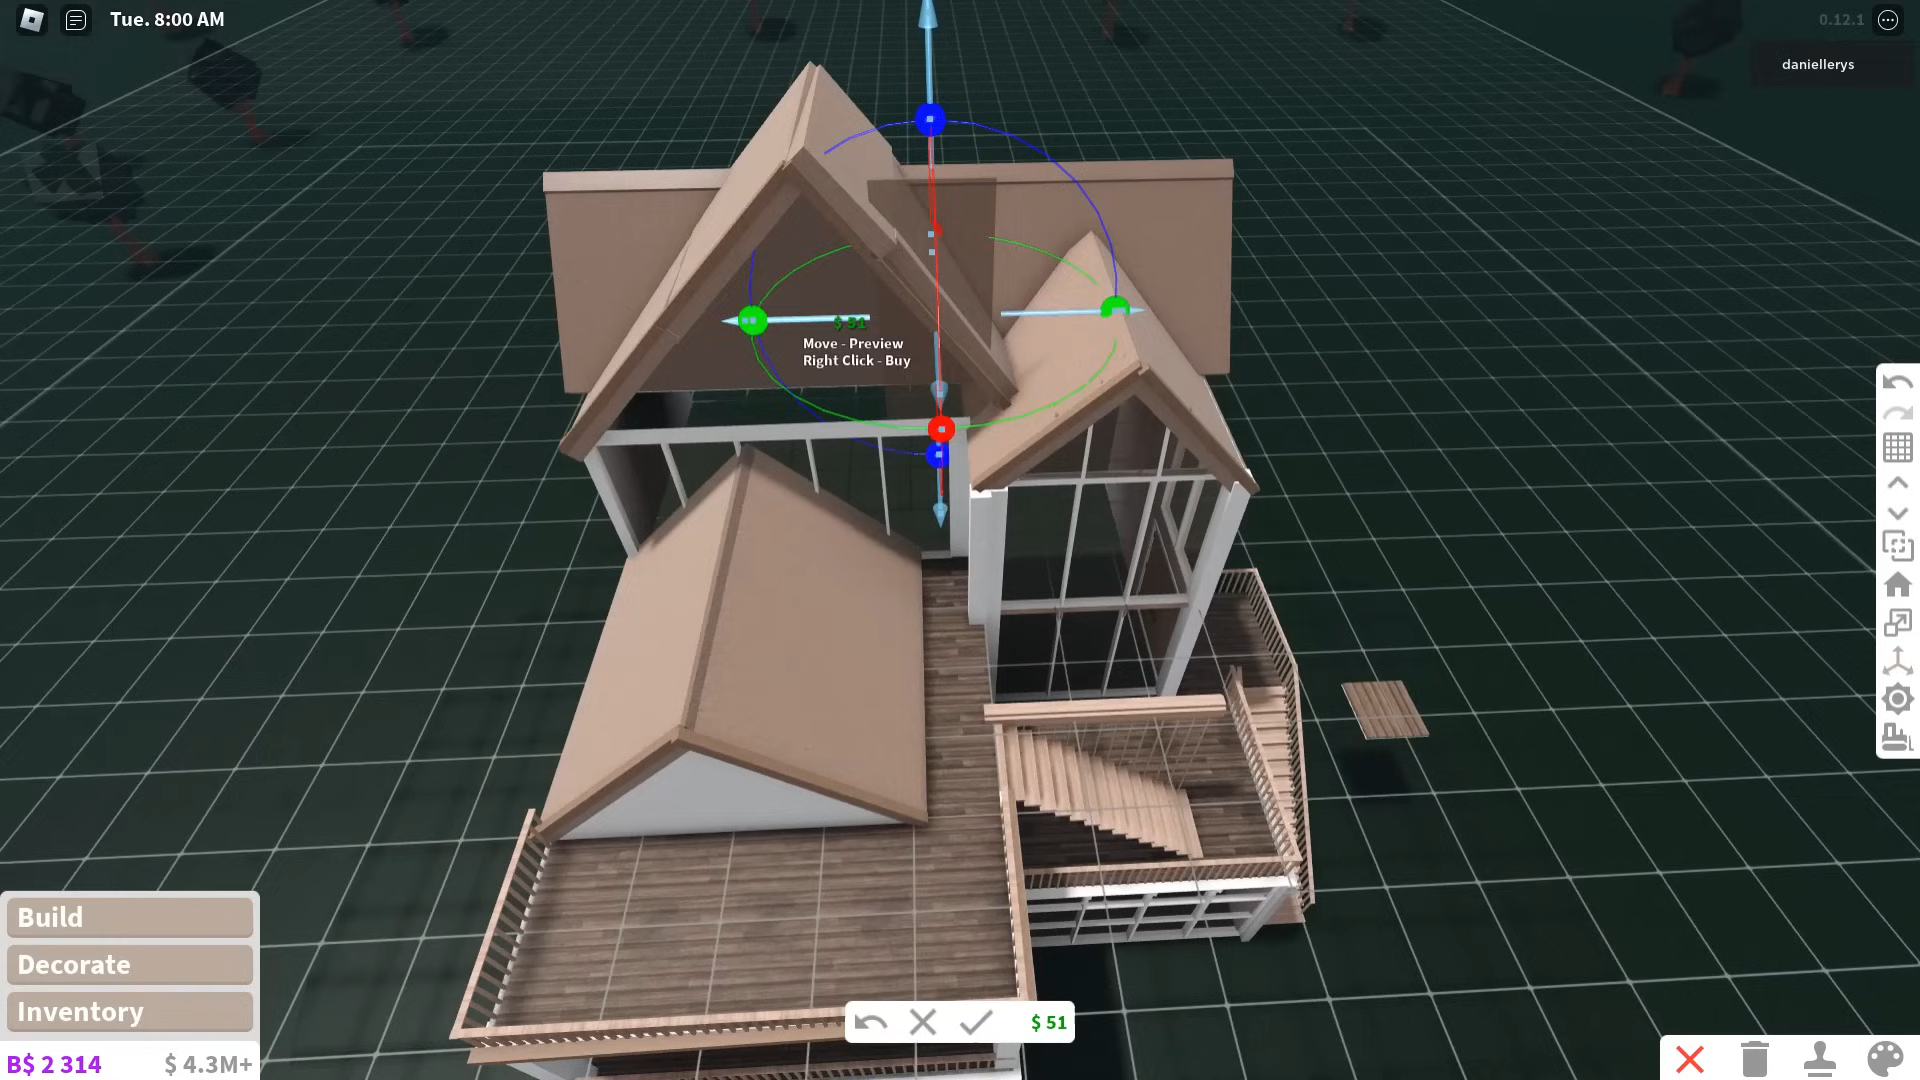 Tue. 8:00 AM
0.12.1
daniellerys
$ 51
Move - Preview
Right Click - Buy
Build
Decorate
Inventory
B$ 2 314 $ 4.3M+
$ 51